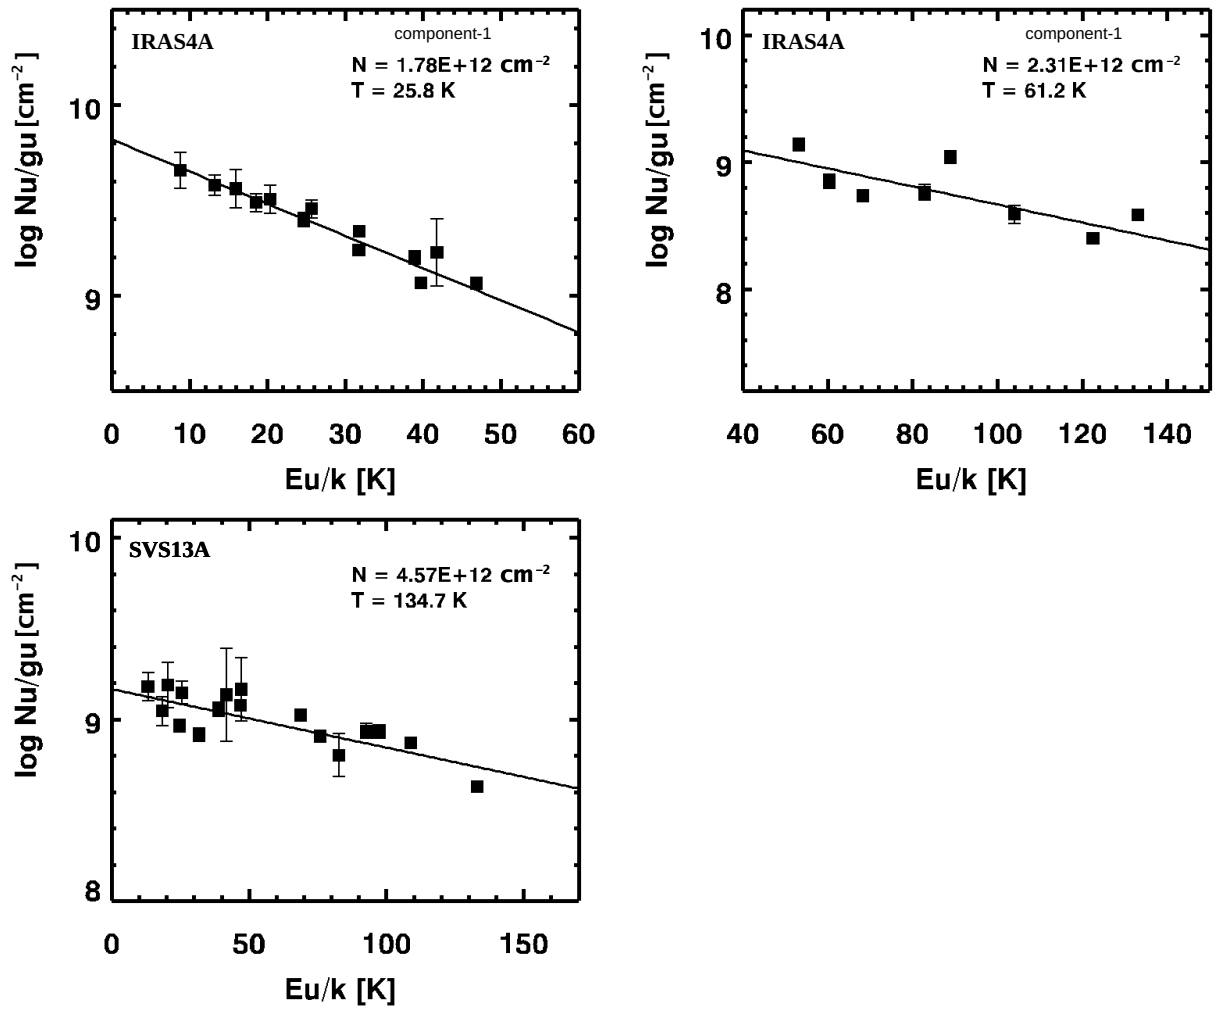 IRAS4A
component-1
N = 1.78E+12 cm⁻²
T = 25.8 K
log Nu/gu [cm⁻²]
10
9
0 10 20 30 40 50 60
Eu/k [K]
IRAS4A
component-1
N = 2.31E+12 cm⁻²
T = 61.2 K
log Nu/gu [cm⁻²]
10
9
8
40 60 80 100 120 140
Eu/k [K]
SVS13A
N = 4.57E+12 cm⁻²
T = 134.7 K
log Nu/gu [cm⁻²]
10
9
8
0 50 100 150
Eu/k [K]